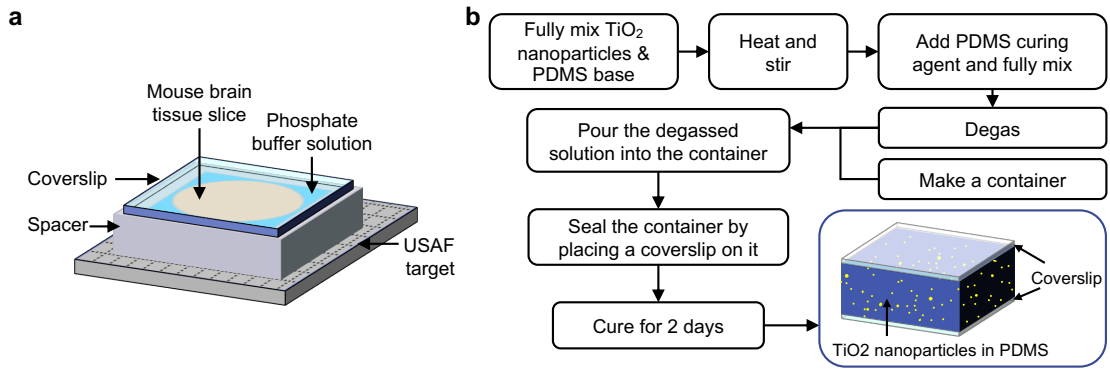 a
Mouse brain
tissue slice
Phosphate
buffer solution
Coverslip
Spacer
USAF
target
b
Fully mix TiO₂
nanoparticles &
PDMS base
Heat and
stir
Add PDMS curing
agent and fully mix
Degas
Make a container
Pour the degassed
solution into the container
Seal the container by
placing a coverslip on it
Cure for 2 days
Coverslip
TiO2 nanoparticles in PDMS